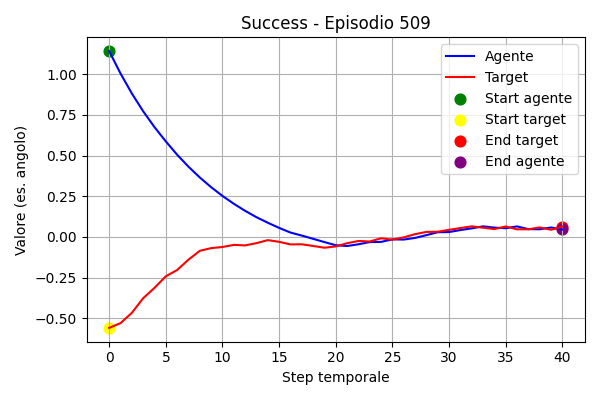 Success - Episodio 509
Valore (es. angolo)
1.00
0.75
0.50
0.25
0.00
−0.25
−0.50
Agente
Target
Start agente
Start target
End target
End agente
0 5 10 15 20 25 30 35 40
Step temporale